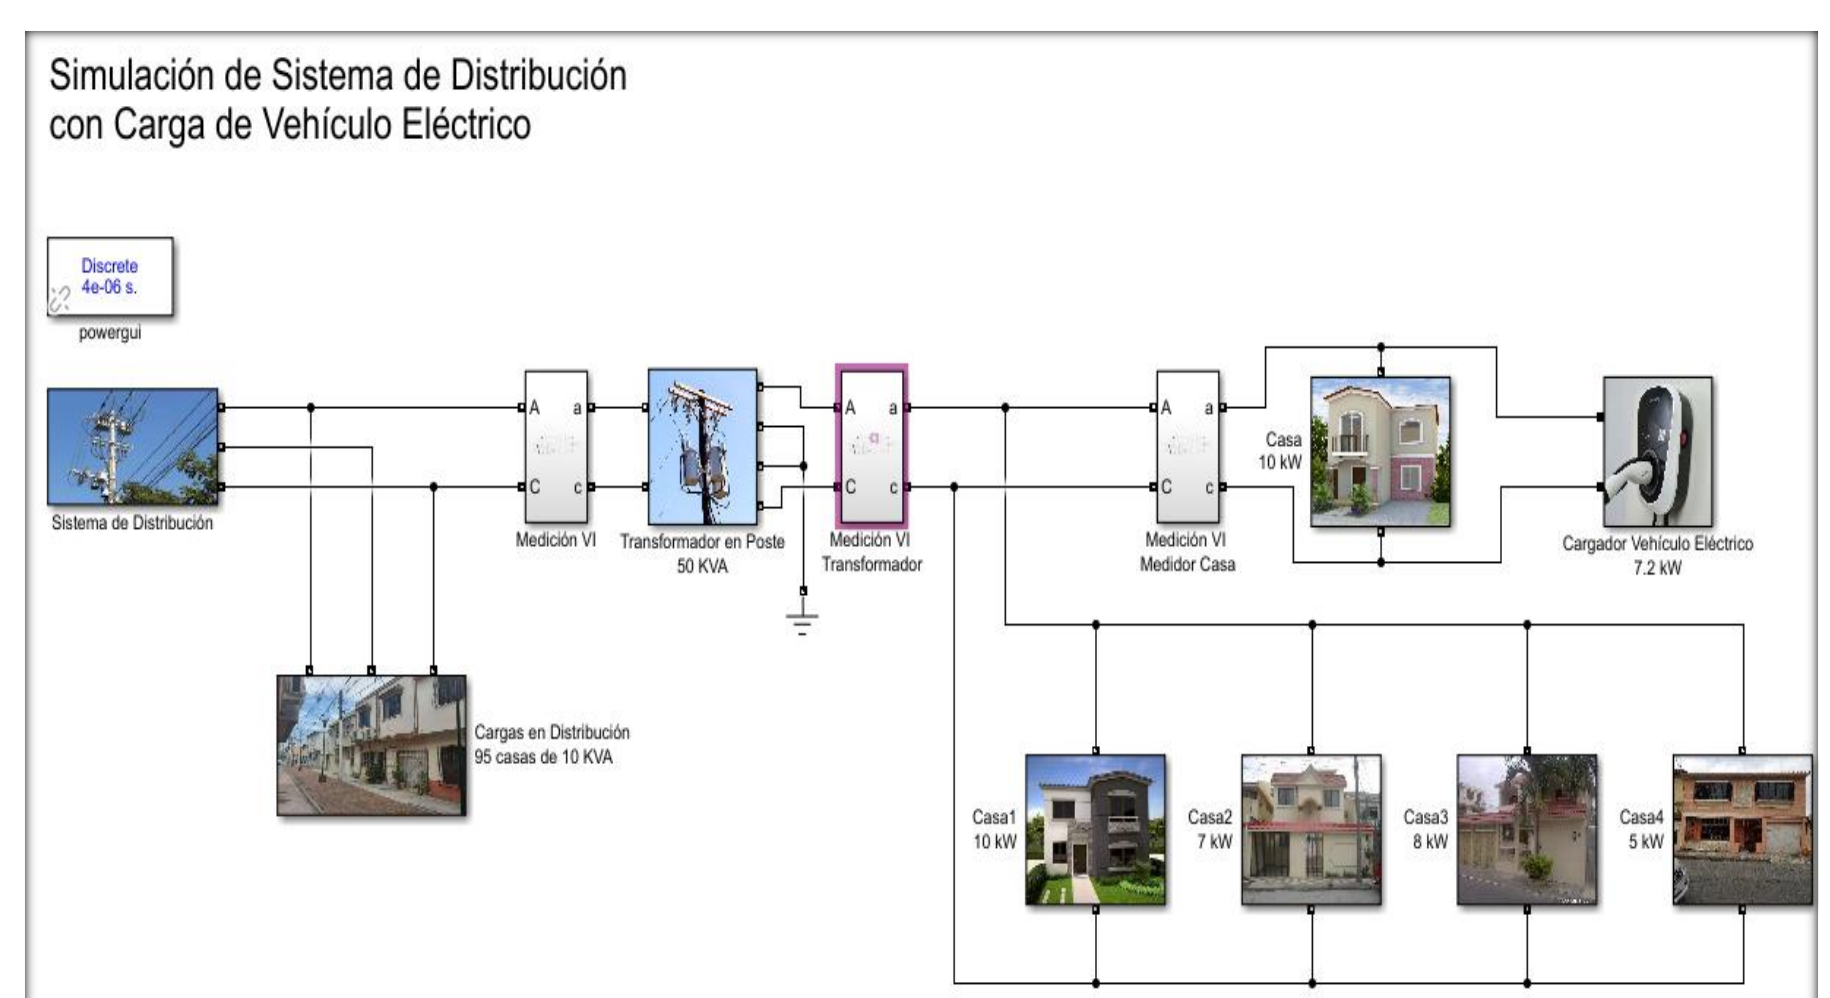 Simulación de Sistema de Distribución
con Carga de Vehículo Eléctrico
Discrete
4e-06 s.
powergui
Sistema de Distribución
A a
C c
Medición VI
Transformador en Poste
50 KVA
A a
C c
Medición VI
Transformador
A a
C c
Medición VI
Medidor Casa
Casa
10 kW
Cargador Vehículo Eléctrico
7.2 kW
Cargas en Distribución
95 casas de 10 KVA
Casa1
10 kW
Casa2
7 kW
Casa3
8 kW
Casa4
5 kW